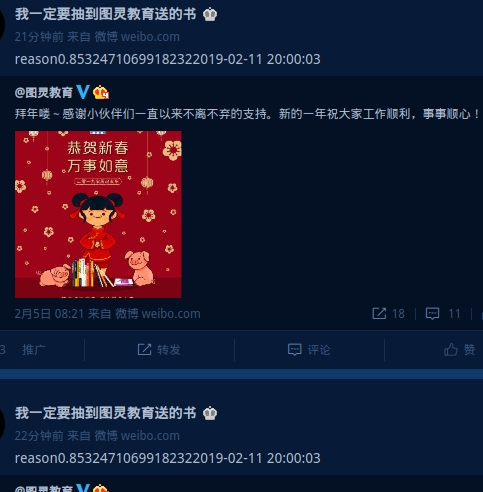 我一定要抽到图灵教育送的书
21分钟前 来自 微博 weibo.com
reason0.85324710699182322019-02-11 20:00:03
@图灵教育
拜年喽~感谢小伙伴们一直以来不离不弃的支持。新的一年祝大家工作顺利，事事顺心！
恭贺新春
万事如意
2月5日 08:21 来自 微博 weibo.com 18 11
3 推广 转发 评论 赞
我一定要抽到图灵教育送的书
22分钟前 来自 微博 weibo.com
reason0.85324710699182322019-02-11 20:00:03
@图灵教育